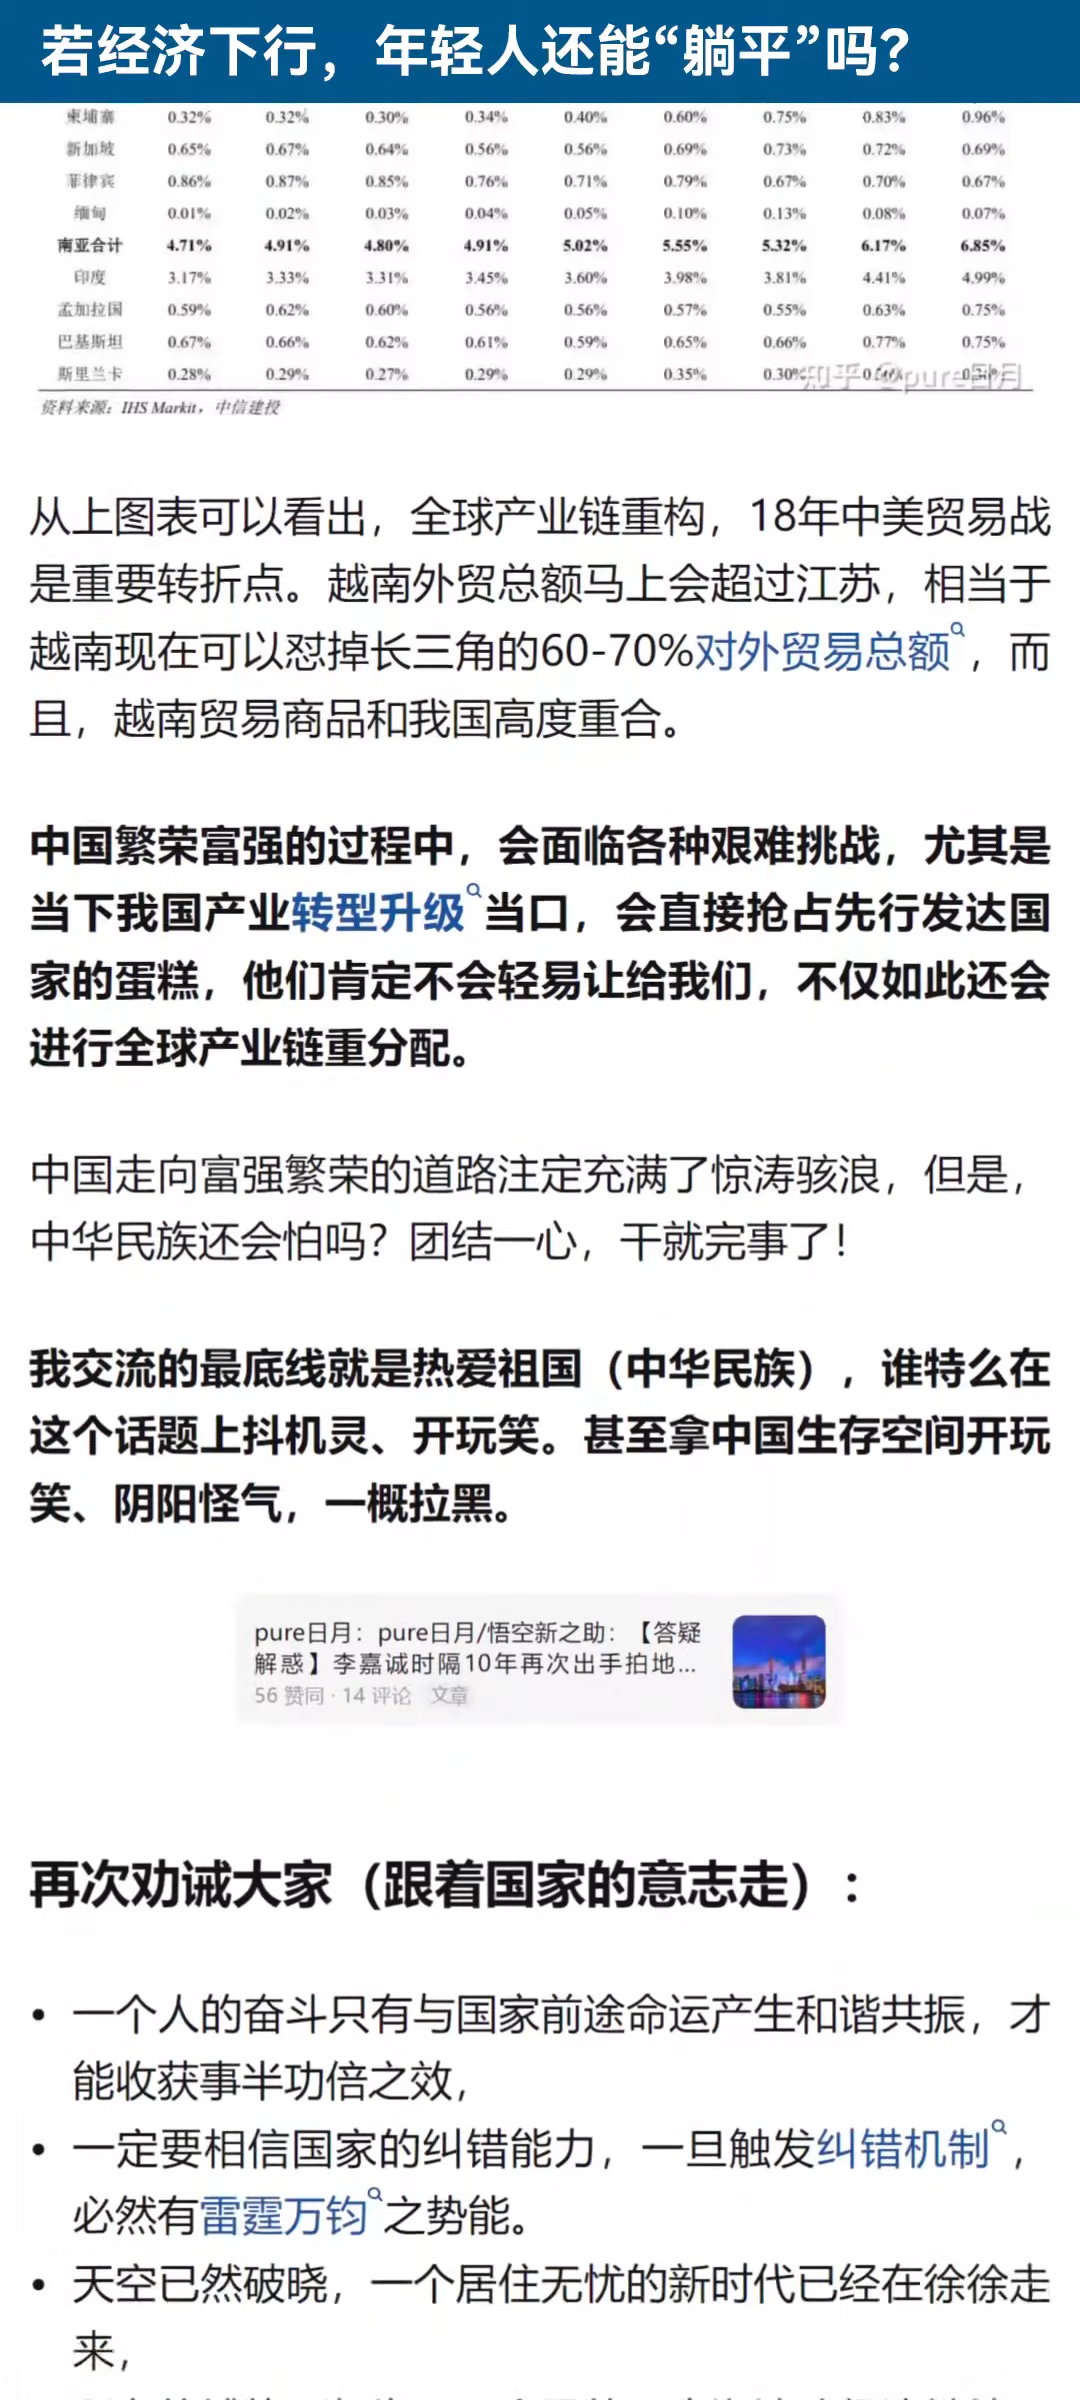 若经济下行，年轻人还能“躺平”吗？
柬埔寨 0.32% 0.32% 0.30% 0.34% 0.40% 0.60% 0.75% 0.83% 0.96%
新加坡 0.65% 0.67% 0.64% 0.56% 0.56% 0.69% 0.73% 0.72% 0.69%
菲律宾 0.86% 0.87% 0.85% 0.76% 0.71% 0.79% 0.67% 0.70% 0.67%
缅甸 0.01% 0.02% 0.03% 0.04% 0.05% 0.10% 0.13% 0.08% 0.07%
南亚合计 4.71% 4.91% 4.80% 4.91% 5.02% 5.55% 5.32% 6.17% 6.85%
印度 3.17% 3.33% 3.31% 3.45% 3.60% 3.98% 3.81% 4.41% 4.99%
孟加拉国 0.59% 0.62% 0.60% 0.56% 0.56% 0.57% 0.55% 0.63% 0.75%
巴基斯坦 0.67% 0.66% 0.62% 0.61% 0.59% 0.65% 0.66% 0.77% 0.75%
斯里兰卡 0.28% 0.29% 0.27% 0.29% 0.29% 0.35% 0.30%
知乎 @pure日月
资料来源：IHS Markit，中信建投
从上图表可以看出，全球产业链重构，18年中美贸易战
是重要转折点。越南外贸总额马上会超过江苏，相当于
越南现在可以怼掉长三角的60-70%对外贸易总额，而
且，越南贸易商品和我国高度重合。
中国繁荣富强的过程中，会面临各种艰难挑战，尤其是
当下我国产业转型升级当口，会直接抢占先行发达国
家的蛋糕，他们肯定不会轻易让给我们，不仅如此还会
进行全球产业链重分配。
中国走向富强繁荣的道路注定充满了惊涛骇浪，但是，
中华民族还会怕吗？团结一心，干就完事了！
我交流的最底线就是热爱祖国（中华民族），谁特么在
这个话题上抖机灵、开玩笑。甚至拿中国生存空间开玩
笑、阴阳怪气，一概拉黑。
pure日月：pure日月/悟空新之助：【答疑
解惑】李嘉诚时隔10年再次出手拍地...
56 赞同 · 14 评论 文章
再次劝诫大家（跟着国家的意志走）：
• 一个人的奋斗只有与国家前途命运产生和谐共振，才
能收获事半功倍之效，
• 一定要相信国家的纠错能力，一旦触发纠错机制，
必然有雷霆万钧之势能。
• 天空已然破晓，一个居住无忧的新时代已经在徐徐走
来，